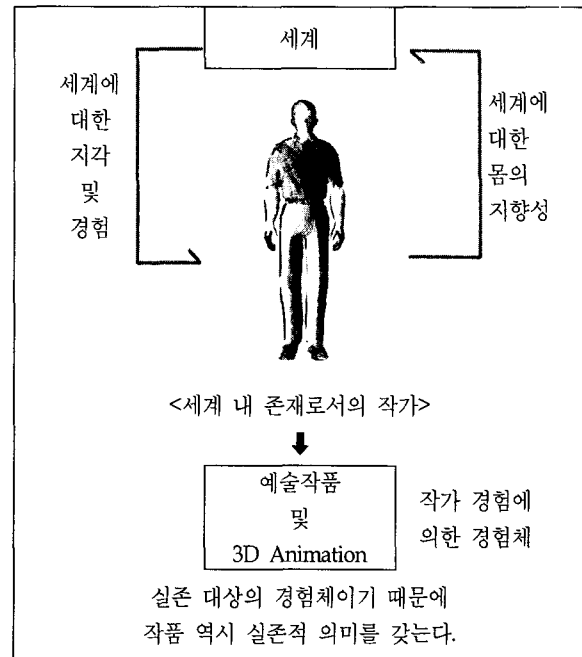 세계
세계에
대한
지각
및
경험
세계에
대한
몸의
지향성
<세계 내 존재로서의 작가>
예술작품
및
3D Animation
작가 경험에
의한 경험체
실존 대상의 경험체이기 때문에
작품 역시 실존적 의미를 갖는다.